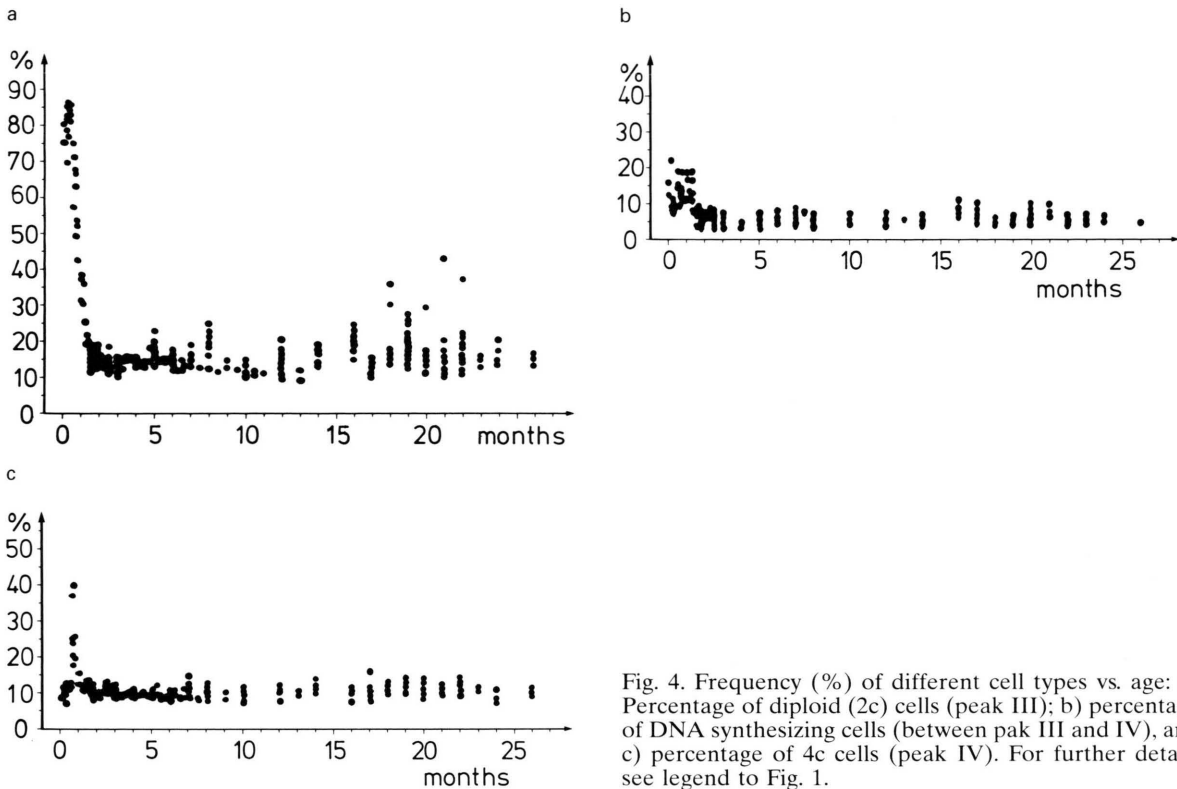 a
%
90
80
70
60
50
40
30
20
10
0
0 5 10 15 20 months
b
%
40
30
20
10
0
0 5 10 15 20 25
months
c
%
50
40
30
20
10
0
0 5 10 15 20 25
months
Fig. 4. Frequency (%) of different cell types vs. age:
Percentage of diploid (2c) cells (peak III); b) percenta
of DNA synthesizing cells (between pak III and IV), an
c) percentage of 4c cells (peak IV). For further deta
see legend to Fig. 1.